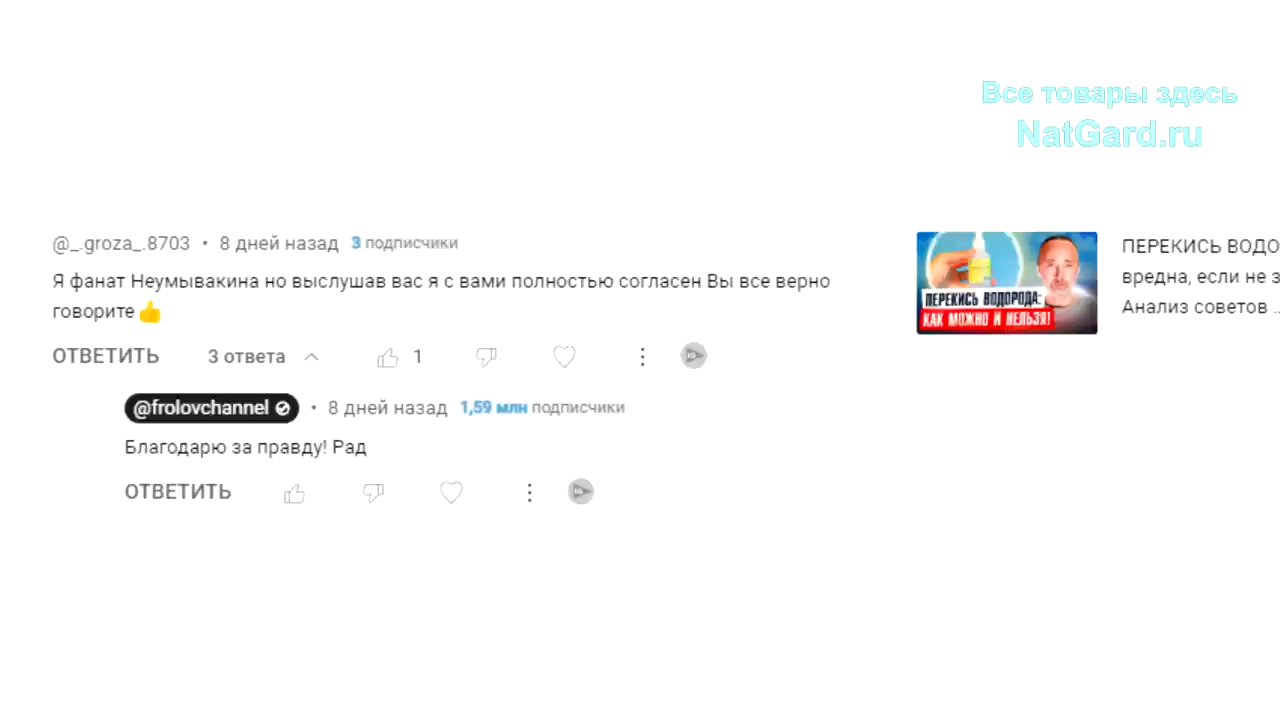 Все товары здесь
NatGard.ru
@_.groza_.8703 • 8 дней назад 3 подписчики
Я фанат Неумывакина но выслушав вас я с вами полностью согласен Вы все верно
говорите👍
ОТВЕТИТЬ 3 ответа 1
@frolovchannel • 8 дней назад 1,59 млн подписчики
Благодарю за правду! Рад
ОТВЕТИТЬ
ПЕРЕКИСЬ ВОДОРОДА:
КАК МОЖНО И НЕЛЬЗЯ!
ПЕРЕКИСЬ ВОДО
вредна, если не з
Анализ советов ...